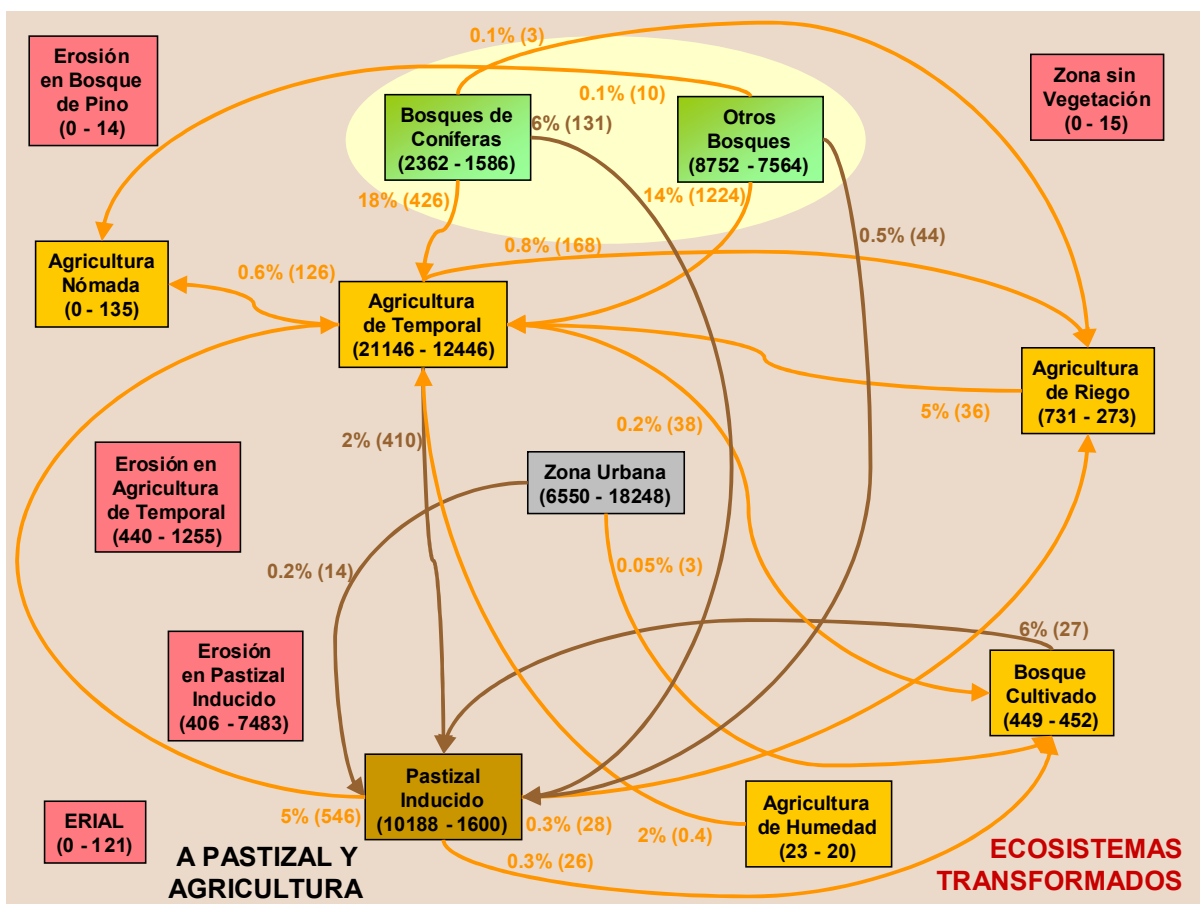 0.1% (3)
Erosión
en Bosque
de Pino
(0 - 14)
Zona sin
Vegetación
(0 - 15)
0.1% (10)
Bosques de
Coníferas
(2362 - 1586)
6% (131)
Otros
Bosques
(8752 - 7564)
18% (426)
14% (1224)
0.5% (44)
0.8% (168)
Agricultura
Nómada
(0 - 135)
0.6% (126)
Agricultura
de Temporal
(21146 - 12446)
Agricultura
de Riego
(731 - 273)
5% (36)
0.2% (38)
2% (410)
Erosión en
Agricultura
de Temporal
(440 - 1255)
Zona Urbana
(6550 - 18248)
0.2% (14)
0.05% (3)
6% (27)
Erosión
en Pastizal
Inducido
(406 - 7483)
Bosque
Cultivado
(449 - 452)
Pastizal
Inducido
(10188 - 1600)
5% (546)
0.3% (28)
2% (0.4)
Agricultura
de Humedad
(23 - 20)
ERIAL
(0 - 121)
0.3% (26)
A PASTIZAL Y
AGRICULTURA
ECOSISTEMAS
TRANSFORMADOS